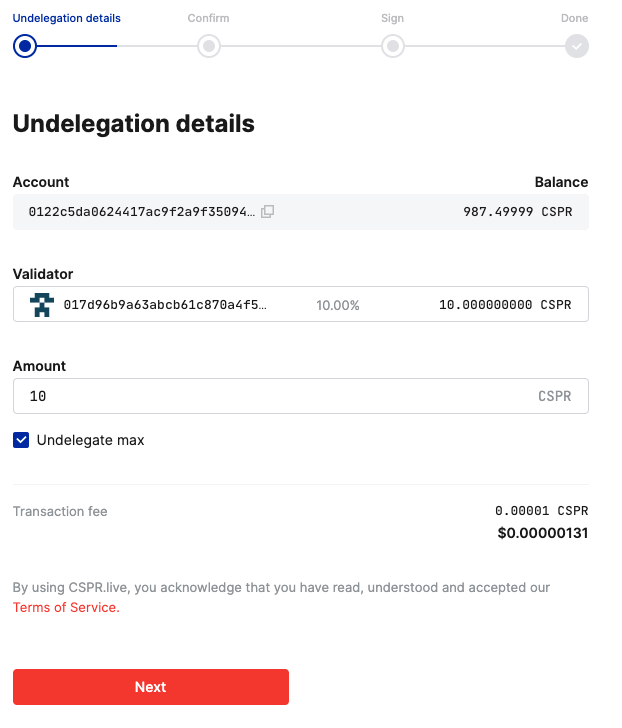 Undelegation details Confirm Sign Done
Undelegation details
Account Balance
0122c5da0624417ac9f2a9f35094… 987.49999 CSPR
Validator
017d96b9a63abcb61c870a4f5… 10.00% 10.000000000 CSPR
Amount
10 CSPR
Undelegate max
Transaction fee 0.00001 CSPR
$0.00000131
By using CSPR.live, you acknowledge that you have read, understood and accepted our
Terms of Service.
Next